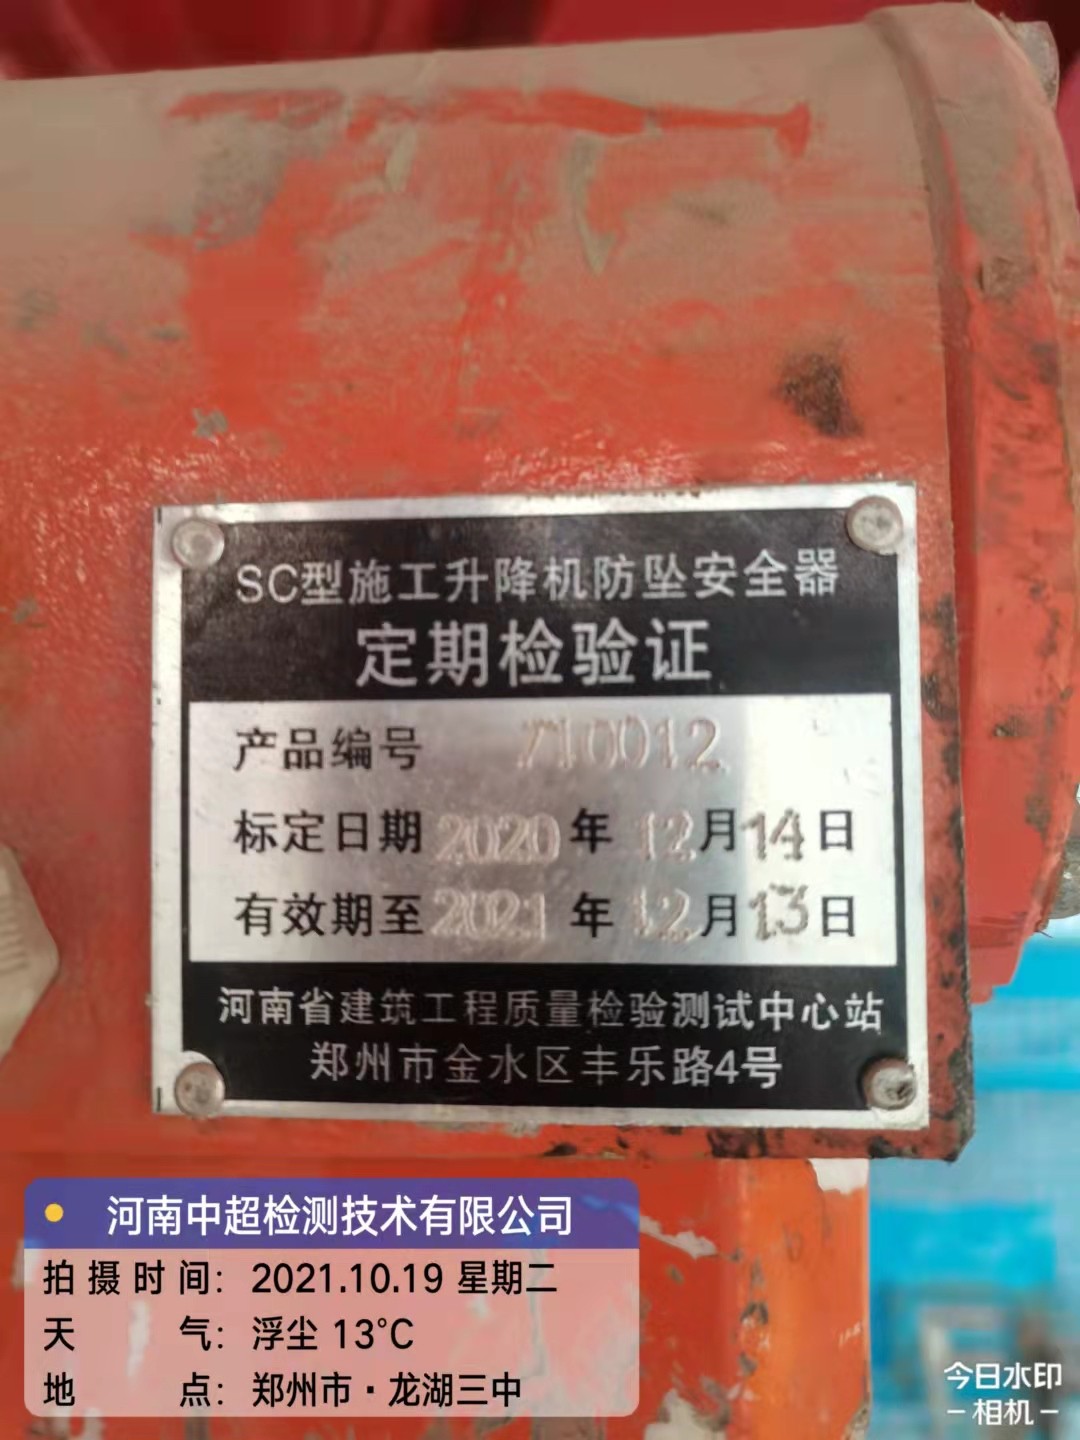 SC型施工升降机防坠安全器
定期检验证
产品编号 710012
标定日期 2020 年 12 月 14 日
有效期至 2021 年 12 月 13 日
河南省建筑工程质量检验测试中心站
郑州市金水区丰乐路4号
河南中超检测技术有限公司
拍摄时间: 2021.10.19 星期二
天气: 浮尘 13℃
地点: 郑州市·龙湖三中
今日水印
相机